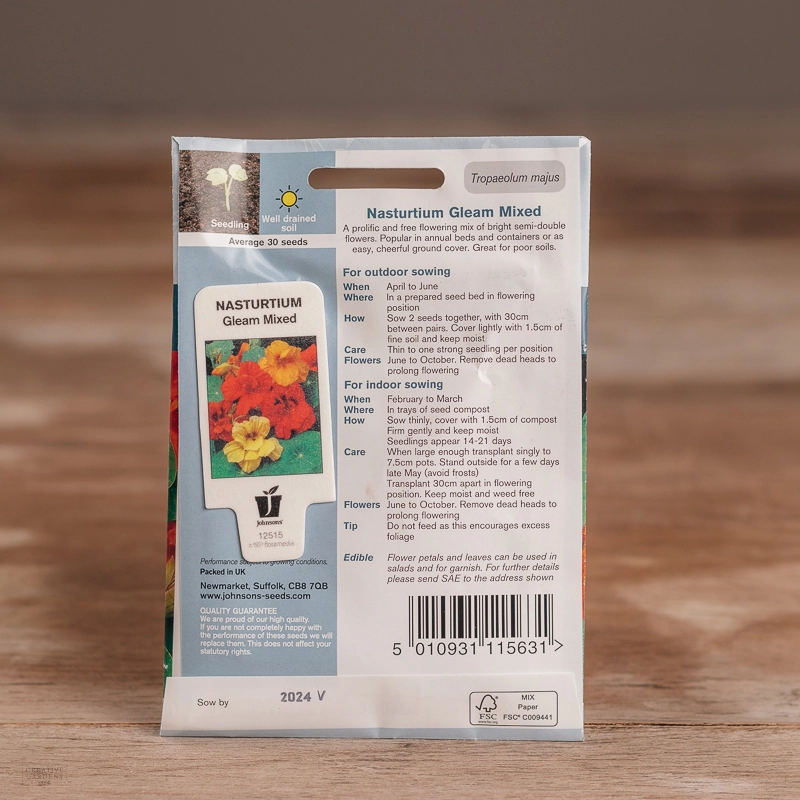 Seedling
Well drained
soil
Average 30 seeds
NASTURTIUM
Gleam Mixed
Johnsons
12515
Performance subject to growing conditions.
Packed in UK
Newmarket, Suffolk, CB8 7QB
www.johnsons-seeds.com
QUALITY GUARANTEE
We are proud of our high quality.
If you are not completely happy with
the performance of these seeds we will
replace them. This does not affect your
statutory rights.
Tropaeolum majus
Nasturtium Gleam Mixed
A prolific and free flowering mix of bright semi-double
flowers. Popular in annual beds and containers or as
easy, cheerful ground cover. Great for poor soils.
For outdoor sowing
When April to June
Where In a prepared seed bed in flowering
position
How Sow 2 seeds together, with 30cm
between pairs. Cover lightly with 1.5cm of
fine soil and keep moist
Care Thin to one strong seedling per position
Flowers June to October. Remove dead heads to
prolong flowering
For indoor sowing
When February to March
Where In trays of seed compost
How Sow thinly, cover with 1.5cm of compost
Firm gently and keep moist
Seedlings appear 14-21 days
Care When large enough transplant singly to
7.5cm pots. Stand outside for a few days
late May (avoid frosts)
Transplant 30cm apart in flowering
position. Keep moist and weed free
Flowers June to October. Remove dead heads to
prolong flowering
Tip Do not feed as this encourages excess
foliage
Edible Flower petals and leaves can be used in
salads and for garnish. For further details
please send SAE to the address shown
5 010931 115631 >
Sow by 2024 V
FSC
www.fsc.org
MIX
Paper
FSC® C009441